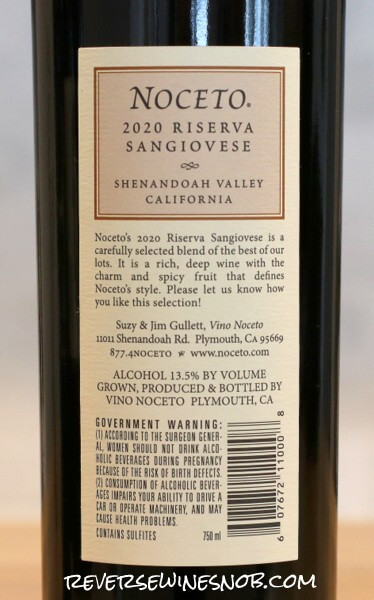 NOCETO®
2020 RISERVA
SANGIOVESE
SHENANDOAH VALLEY
CALIFORNIA
Noceto's 2020 Riserva Sangiovese is a
carefully selected blend of the best of our
lots. It is a rich, deep wine with the
charm and spicy fruit that defines
Noceto's style. Please let us know how
you like this selection!
Suzy & Jim Gullett, Vino Noceto
11011 Shenandoah Rd. Plymouth, CA 95669
877.4NOCETO * www.noceto.com
ALCOHOL 13.5% BY VOLUME
GROWN, PRODUCED & BOTTLED BY
VINO NOCETO PLYMOUTH, CA
GOVERNMENT WARNING:
(1) ACCORDING TO THE SURGEON GENER-
AL, WOMEN SHOULD NOT DRINK ALCO-
HOLIC BEVERAGES DURING PREGNANCY
BECAUSE OF THE RISK OF BIRTH DEFECTS.
(2) CONSUMPTION OF ALCOHOLIC BEVER-
AGES IMPAIRS YOUR ABILITY TO DRIVE A
CAR OR OPERATE MACHINERY, AND MAY
CAUSE HEALTH PROBLEMS.
CONTAINS SULFITES 750 ml
6 07672 11000 8
REVERSEWINESNOB.COM